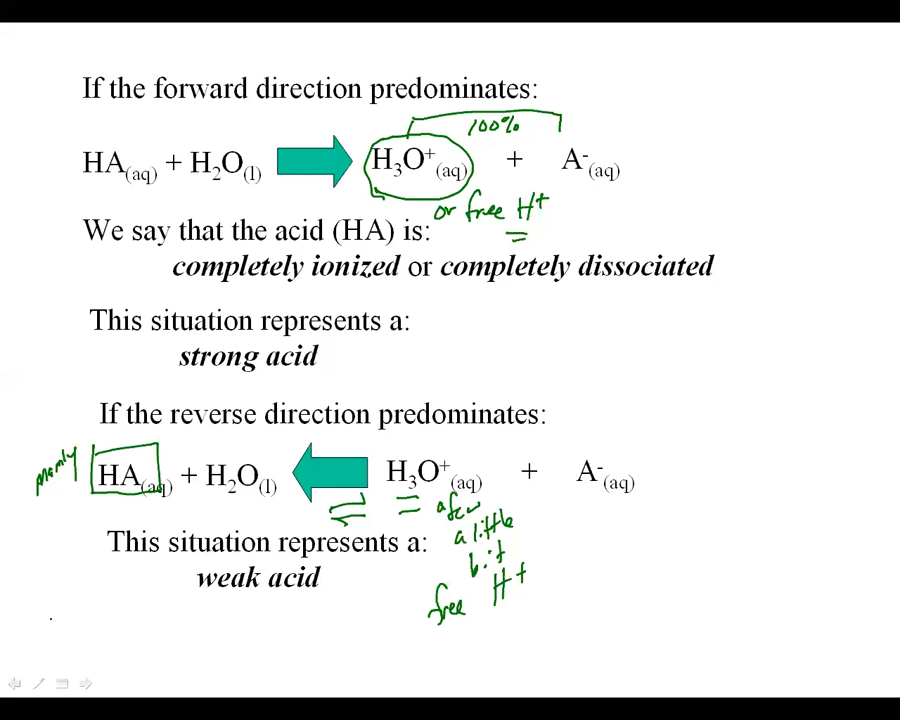 If the forward direction predominates:
100%
HA(aq) + H2O(l) H3O+(aq) + A-(aq)
or free H+
We say that the acid (HA) is:
completely ionized or completely dissociated
This situation represents a:
strong acid
If the reverse direction predominates:
mainly
HA(aq) + H2O(l) H3O+(aq) + A-(aq)
⇌ = a few
This situation represents a: a little
bit
weak acid
free H+